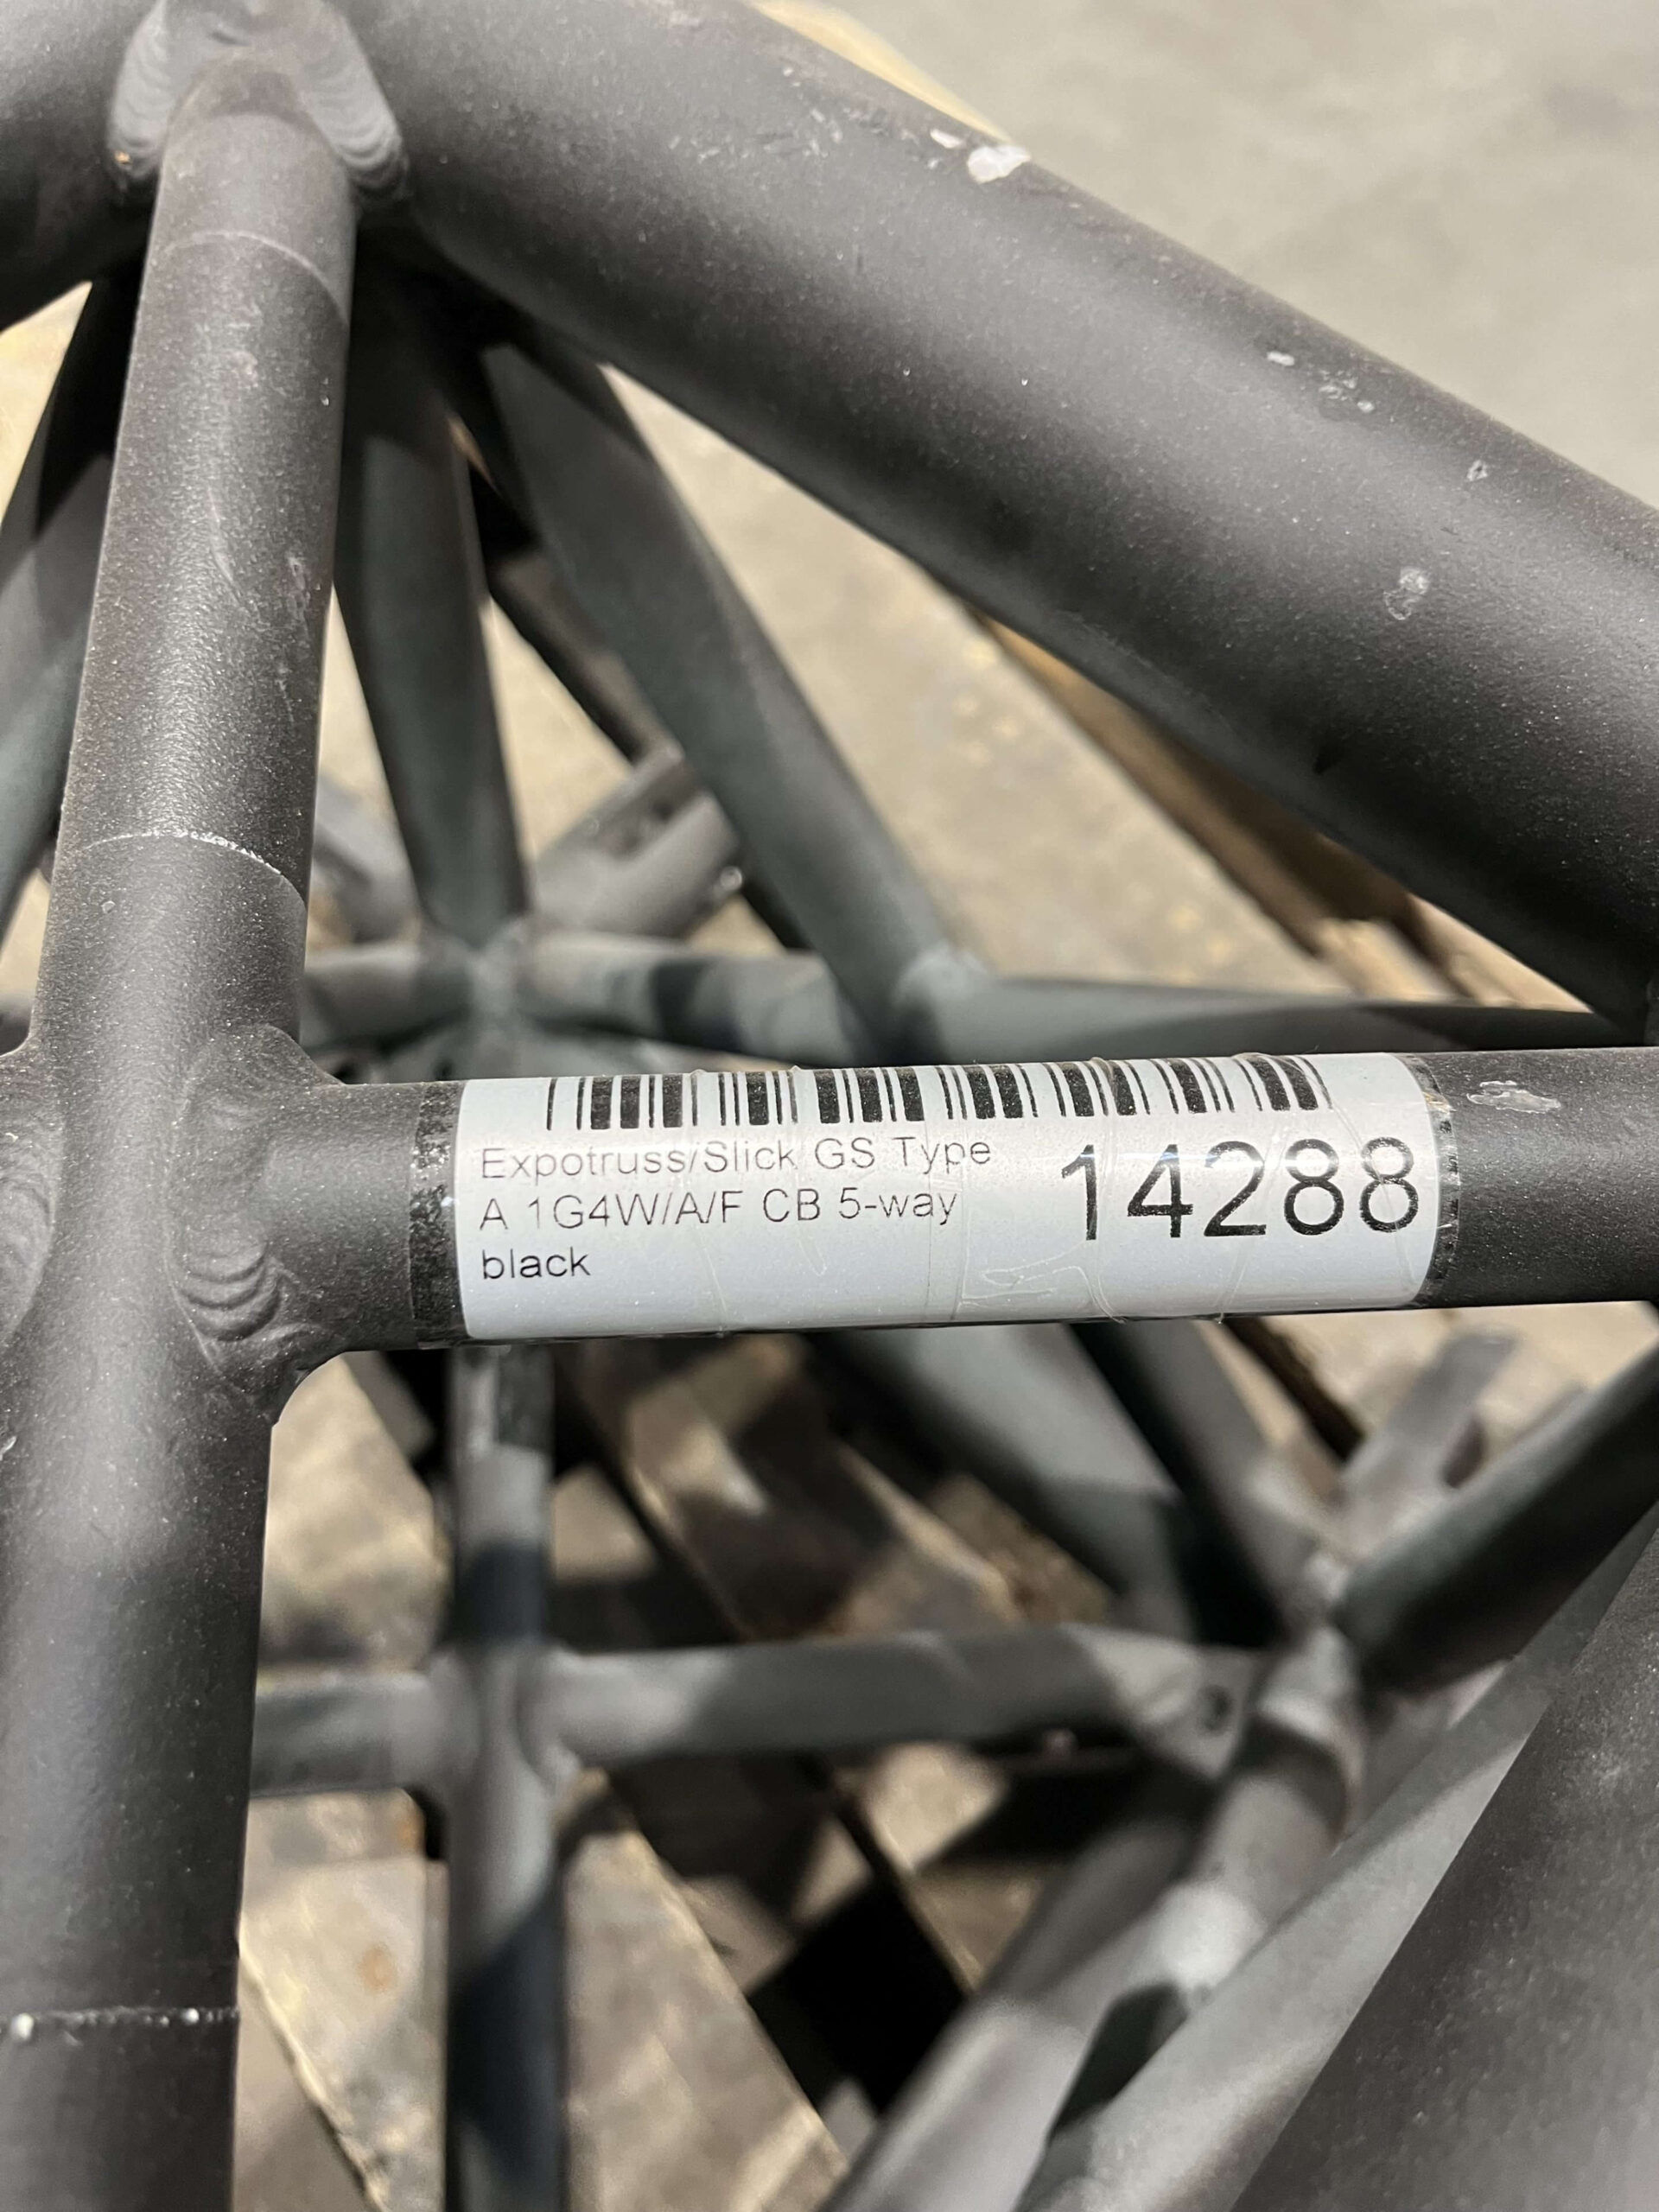 Expotruss/Slick GS Type
A 1G4W/A/F CB 5-way
black
14288